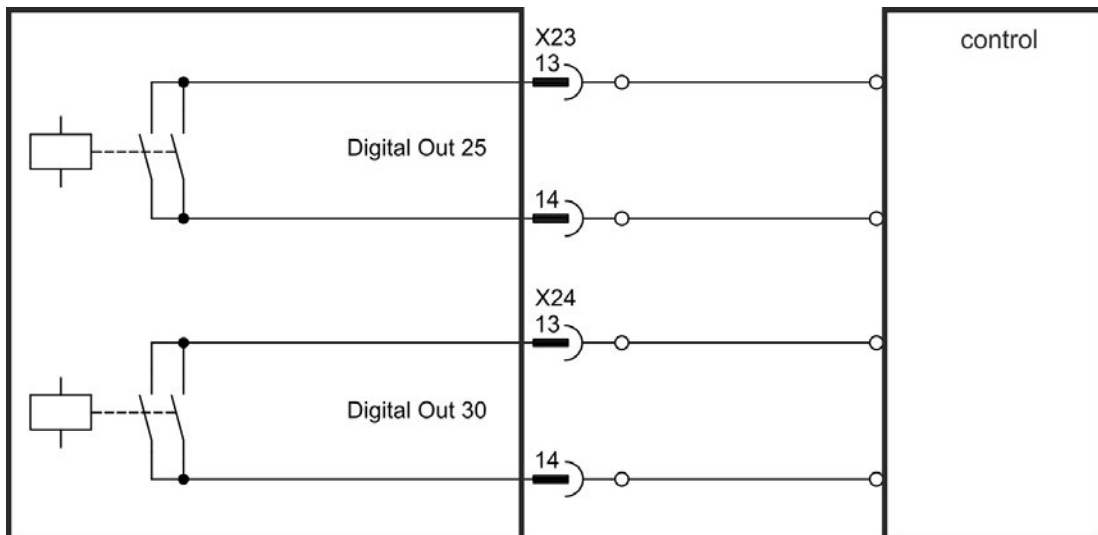 X23
control
13
Digital Out 25
14
X24
13
Digital Out 30
14